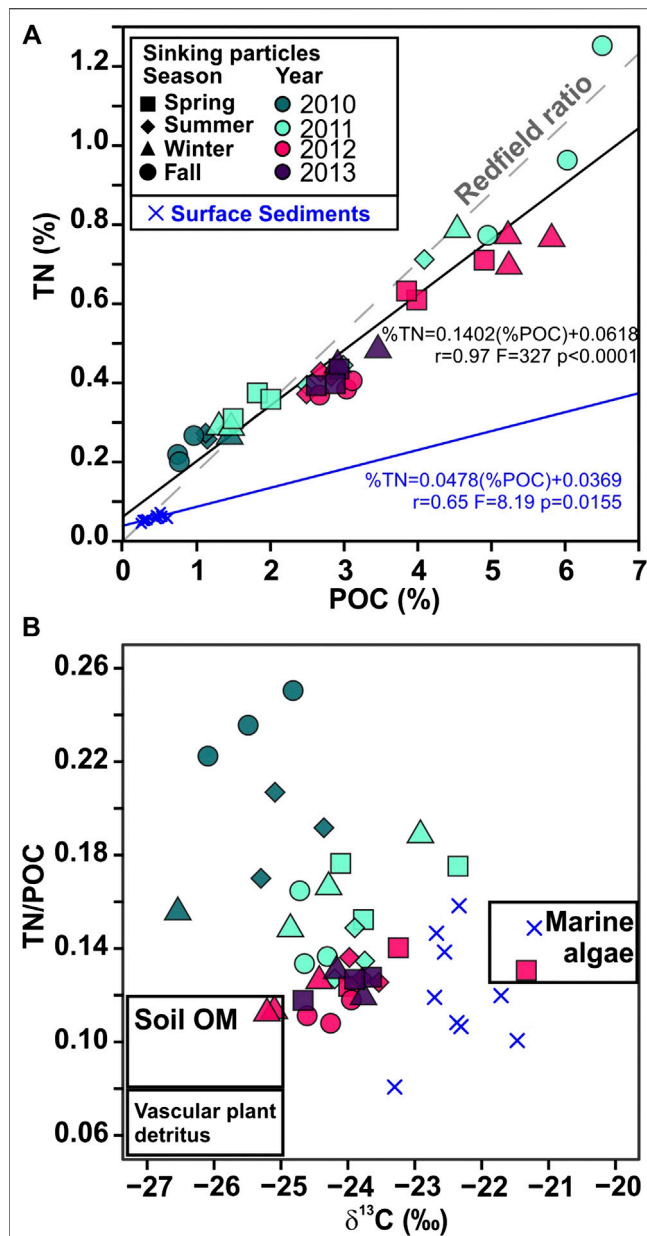 A
Sinking particles
Season Year
Spring 2010
Summer 2011
Winter 2012
Fall 2013
× Surface Sediments
Redfield ratio
1.2
1.0
0.8
0.6
0.4
0.2
0.0
TN (%)
%TN=0.1402(%POC)+0.0618
r=0.97 F=327 p<0.0001
%TN=0.0478(%POC)+0.0369
r=0.65 F=8.19 p=0.0155
0 1 2 3 4 5 6 7
POC (%)
B
0.26
0.22
0.18
0.14
0.10
0.06
TN/POC
Marine
algae
Soil OM
Vascular plant
detritus
−27 −26 −25 −24 −23 −22 −21 −20
δ¹³C (‰)